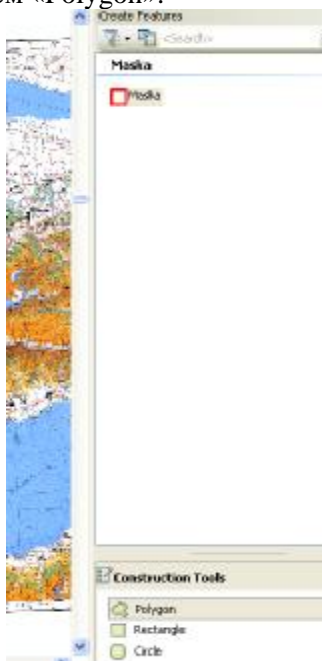 «Polygon».
Create Features
<Search>
Maska
Maska
Construction Tools
Polygon
Rectangle
Circle